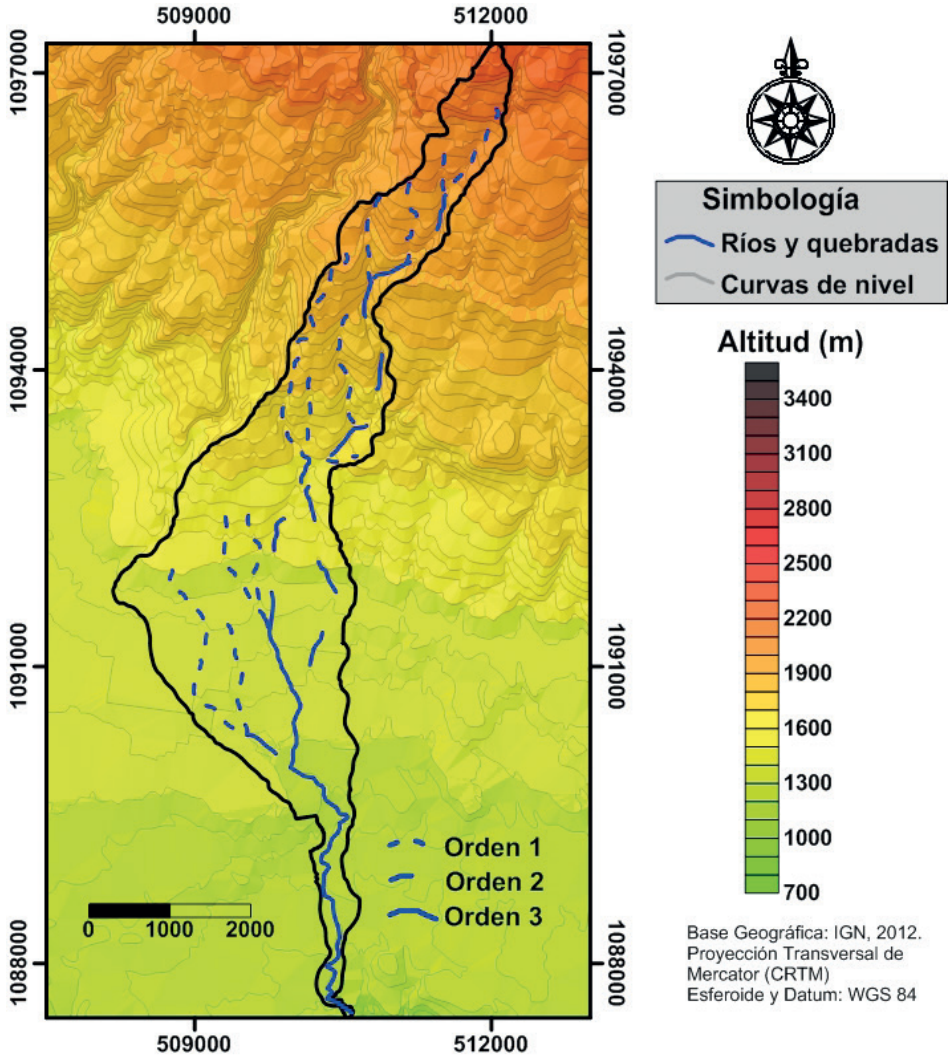 509000
512000
1097000
1097000
Simbología
Ríos y quebradas
Curvas de nivel
Altitud (m)
1094000
1094000
3400
3100
2800
2500
2200
1900
1600
1300
1000
700
1091000
1091000
Orden 1
Orden 2
Orden 3
0
1000
2000
1088000
1088000
Base Geográfica: IGN, 2012.
Proyección Transversal de
Mercator (CRTM)
Esferoide y Datum: WGS 84
509000
512000